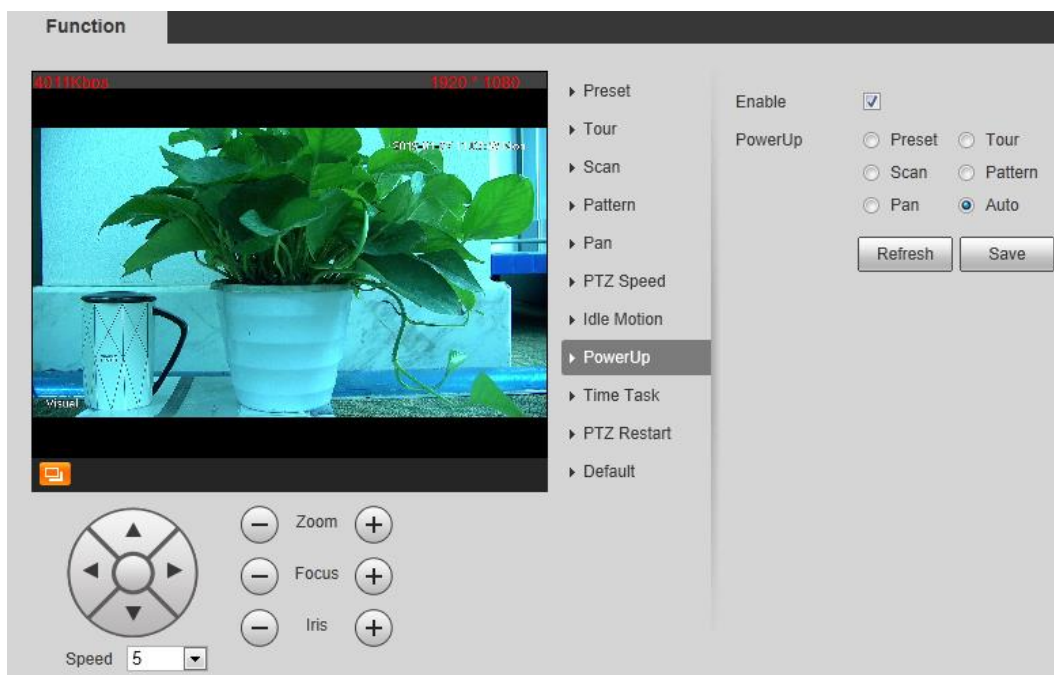 Function
4011Kbps
1920 * 1080
Visual
Zoom
Focus
Iris
Speed 5
Preset
Tour
Scan
Pattern
Pan
PTZ Speed
Idle Motion
PowerUp
Time Task
PTZ Restart
Default
Enable
PowerUp Preset Tour
Scan Pattern
Pan Auto
Refresh Save